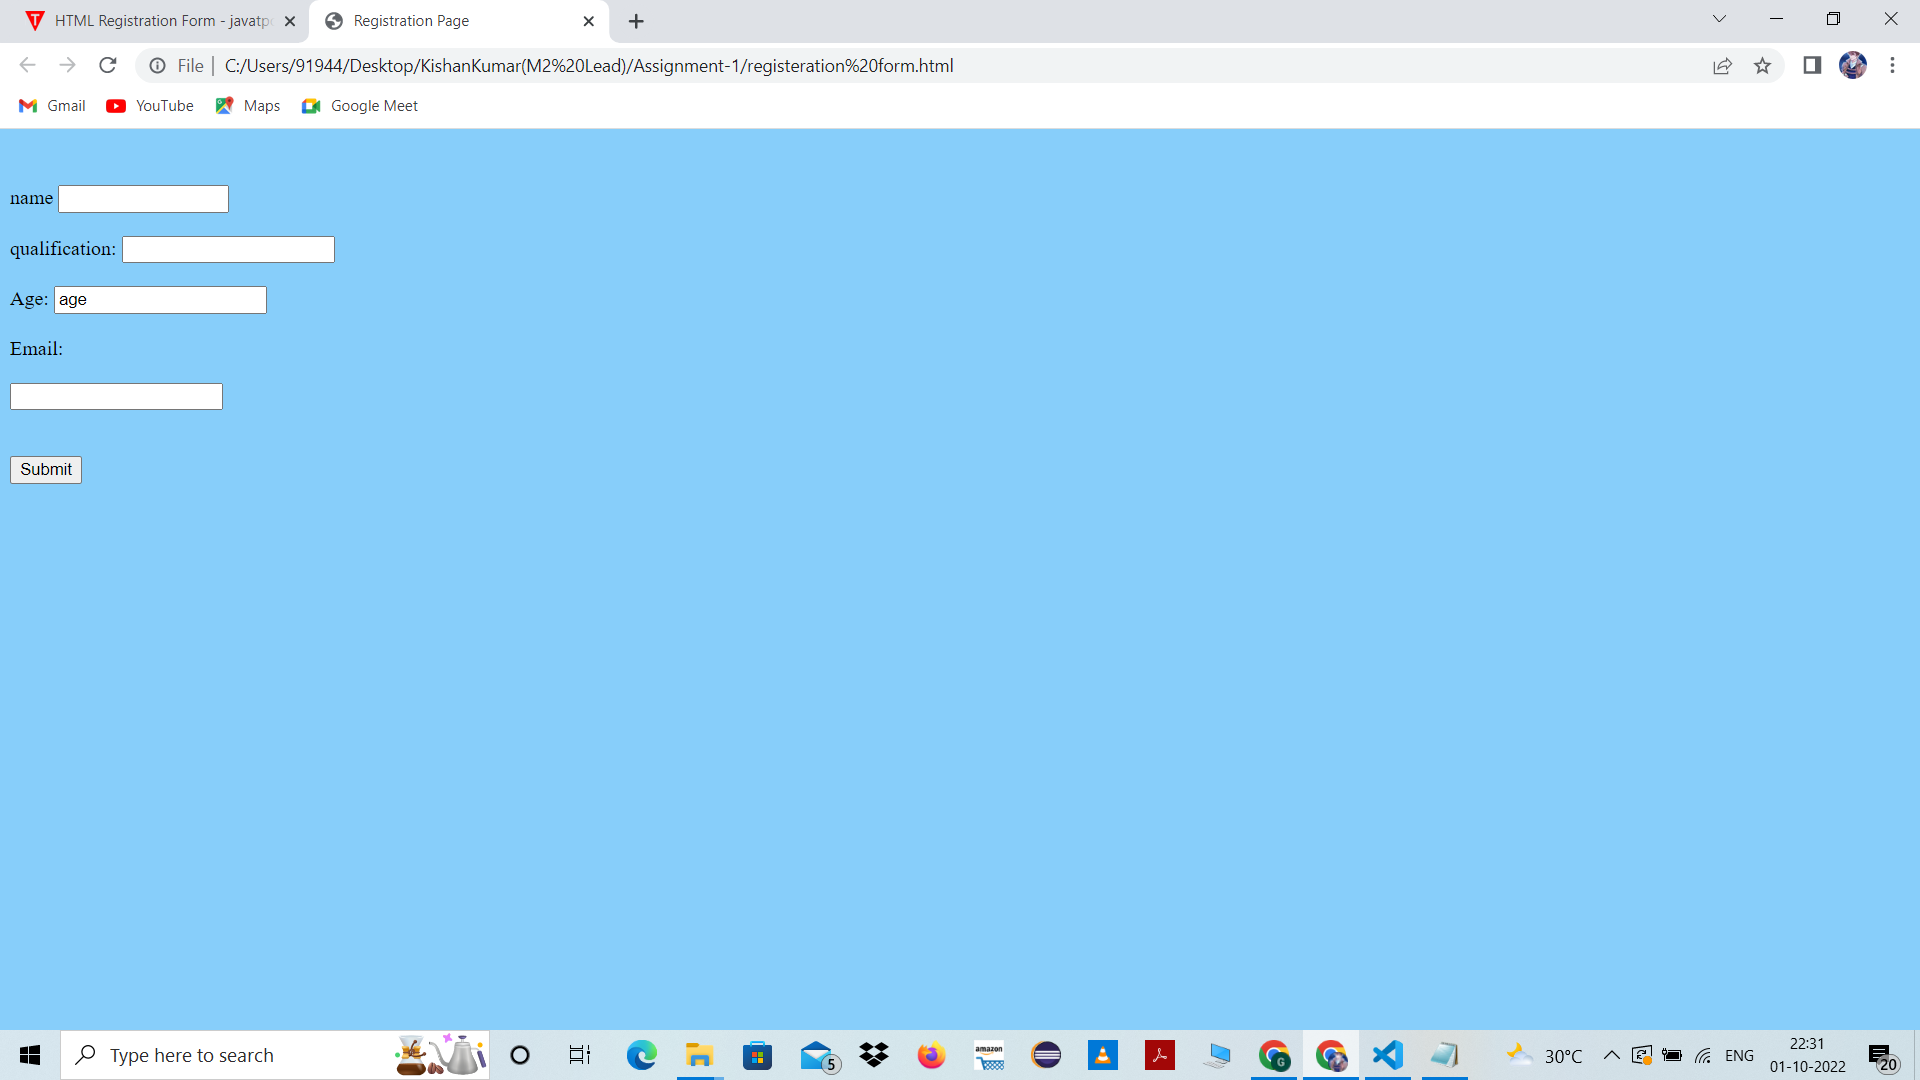 HTML Registration Form - javatp
Registration Page
File | C:/Users/91944/Desktop/KishanKumar(M2%20Lead)/Assignment-1/registeration%20form.html
Gmail YouTube Maps Google Meet
name
qualification:
Age: age
Email:
Submit
Type here to search
5
amazon
G
30°C
ENG
22:31
01-10-2022
20